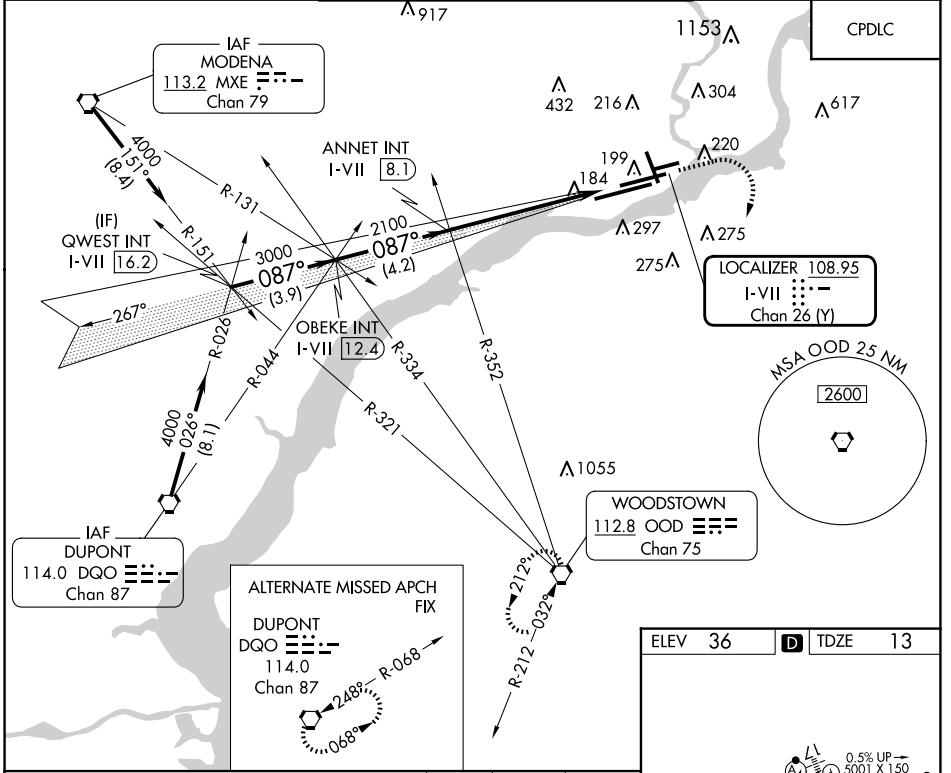 917
1153
CPDLC
IAF
MODENA
113.2 MXE
Chan 79
432
216
304
617
4000
151°
(8.4)
ANNET INT
I-VII 8.1
199
220
184
R-131
R-151
(IF)
QWEST INT
I-VII 16.2
3000
087°
(3.9)
2100
087°
(4.2)
297
275
275
LOCALIZER 108.95
I-VII
Chan 26 (Y)
267°
R-026
R-044
OBEKE INT
I-VII 12.4
R-334
R-352
R-321
MSA OOD 25 NM
2600
4000
026°
(8.1)
1055
WOODSTOWN
112.8 OOD
Chan 75
IAF
DUPONT
114.0 DQO
Chan 87
212°
032°
R-212
ALTERNATE MISSED APCH
FIX
DUPONT
DQO
114.0
Chan 87
R-068
248°
068°
ELEV 36 D TDZE 13
17
0.5% UP
5001 X 150